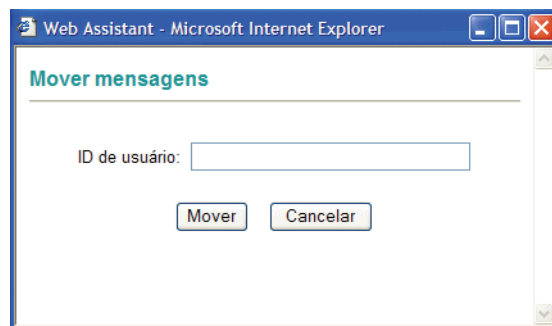 Web Assistant - Microsoft Internet Explorer
Mover mensagens
ID de usuário:
Mover Cancelar